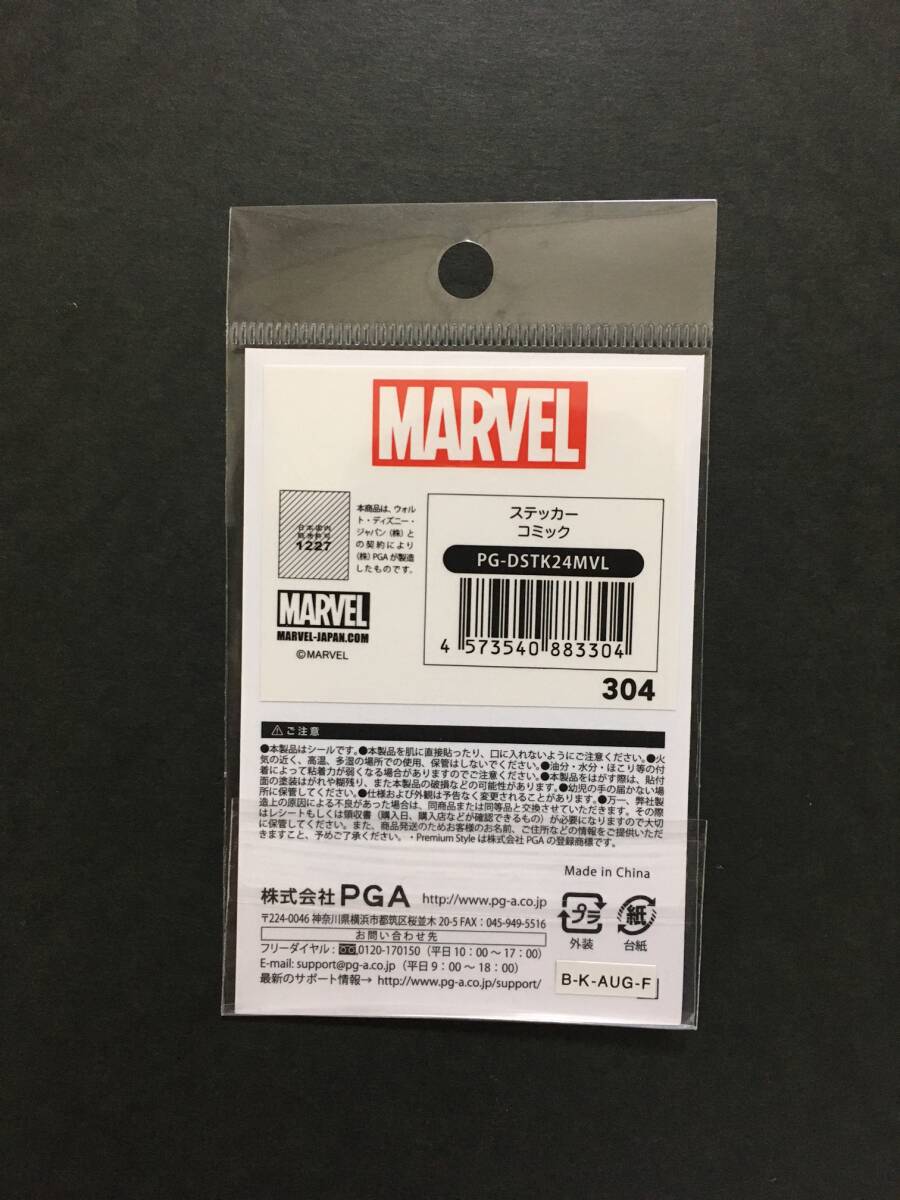 MARVEL
日本国内
販売許可
1227
本商品は、ウォル
ト・ディズニー・
ジャパン(株)と
の契約により
(株)PGAが製造
したものです。
MARVEL
MARVEL-JAPAN.COM
©MARVEL
ステッカー
コミック
PG-DSTK24MVL
4 573540 883304
304
⚠ご注意
●本製品はシールです。●本製品を肌に直接貼ったり、口に入れないようにご注意ください。●火
気の近く、高温、多湿の場所での使用、保管はしないでください。●油分・水分・ほこり等の付
着によって粘着力が弱くなる場合がありますのでご注意ください。●本製品をはがす際は、貼付
面の塗装はがれや糊残り、また本製品の破損などの可能性があります。●幼児の手の届かない場
所に保管してください。●仕様および外観は予告なく変更されることがあります。●万一、弊社製
造上の原因による不良があった場合は、同商品または同等品と交換させていただきます。その際
はレシートもしくは領収書(購入日、購入店などが確認できるもの)が必要になりますので大切
に保管してください。また、商品発送のためお客様のお名前、ご住所などの情報をご提供いただ
きますこと、予めご了承ください。・Premium Style は株式会社 PGA の登録商標です。
Made in China
株式会社PGA http://www.pg-a.co.jp
〒224-0046 神奈川県横浜市都筑区桜並木 20-5 FAX : 045-949-5516
お問い合わせ先
フリーダイヤル : 0120-170150(平日 10:00～17:00)
E-mail: support@pg-a.co.jp(平日 9:00～18:00)
最新のサポート情報→ http://www.pg-a.co.jp/support/
プラ
外装
紙
台紙
B-K-AUG-F